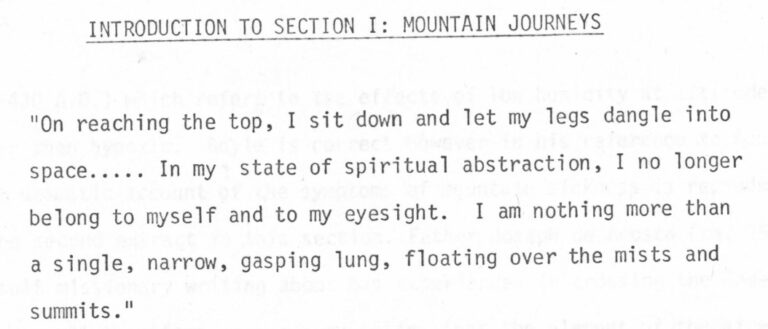 INTRODUCTION TO SECTION I: MOUNTAIN JOURNEYS
"On reaching the top, I sit down and let my legs dangle into
space..... In my state of spiritual abstraction, I no longer
belong to myself and to my eyesight. I am nothing more than
a single, narrow, gasping lung, floating over the mists and
summits."